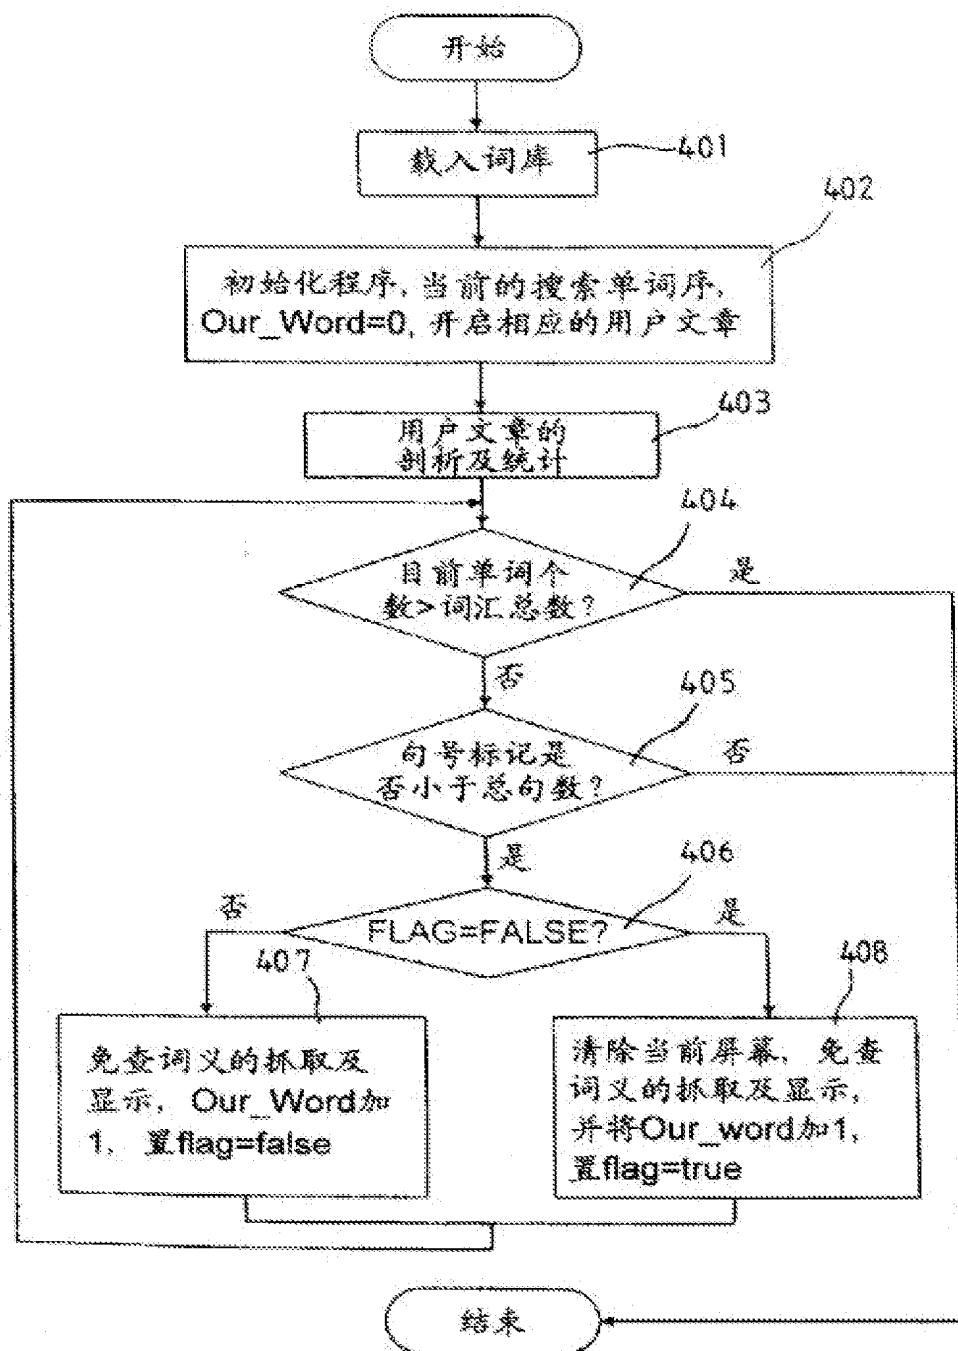 开始
载入词库
401
402
初始化程序,当前的搜索单词序,
Our_Word=0,开启相应的用户文章
403
用户文章的
剖析及统计
404
目前单词个
数>词汇总数?
是
否
405
句号标记是
否小于总句数?
否
是
406
FLAG=FALSE?
否
是
407
408
免查词义的抓取及
显示, Our_Word加
1, 置flag=false
清除当前屏幕, 免查
词义的抓取及显示,
并将Our_word加1,
置flag=true
结束